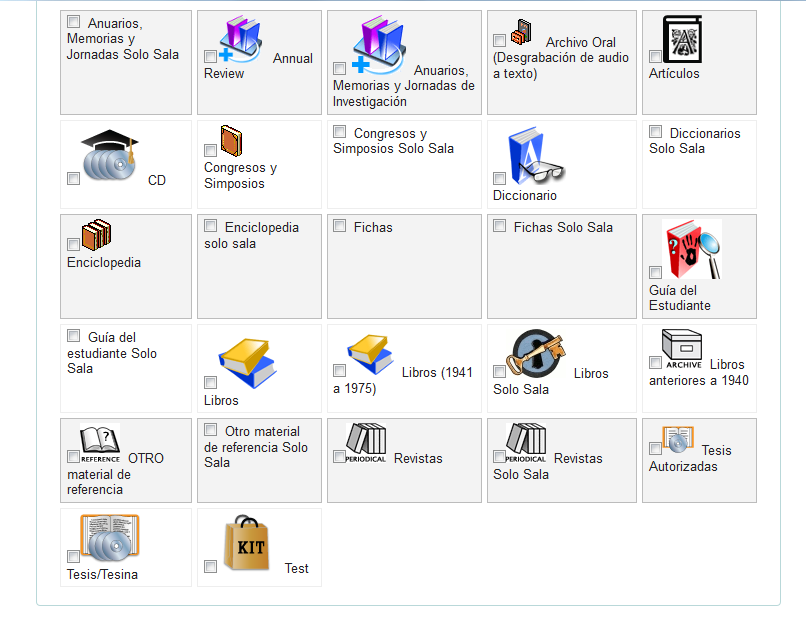 Anuarios,
Memorias y
Jornadas Solo Sala
Annual
Review
Anuarios,
Memorias y Jornadas de
Investigación
Archivo Oral
(Desgrabación de audio
a texto)
Artículos
CD
Congresos y
Simposios
Congresos y
Simposios Solo Sala
Diccionario
Diccionarios
Solo Sala
Enciclopedia
Enciclopedia
solo sala
Fichas
Fichas Solo Sala
Guía del
Estudiante
Guía del
estudiante Solo
Sala
Libros
Libros (1941
a 1975)
Libros
Solo Sala
ARCHIVE Libros
anteriores a 1940
REFERENCE OTRO
material de
referencia
Otro material
de referencia Solo
Sala
PERIODICAL Revistas
PERIODICAL Revistas
Solo Sala
Tesis
Autorizadas
Tesis/Tesina
KIT
Test